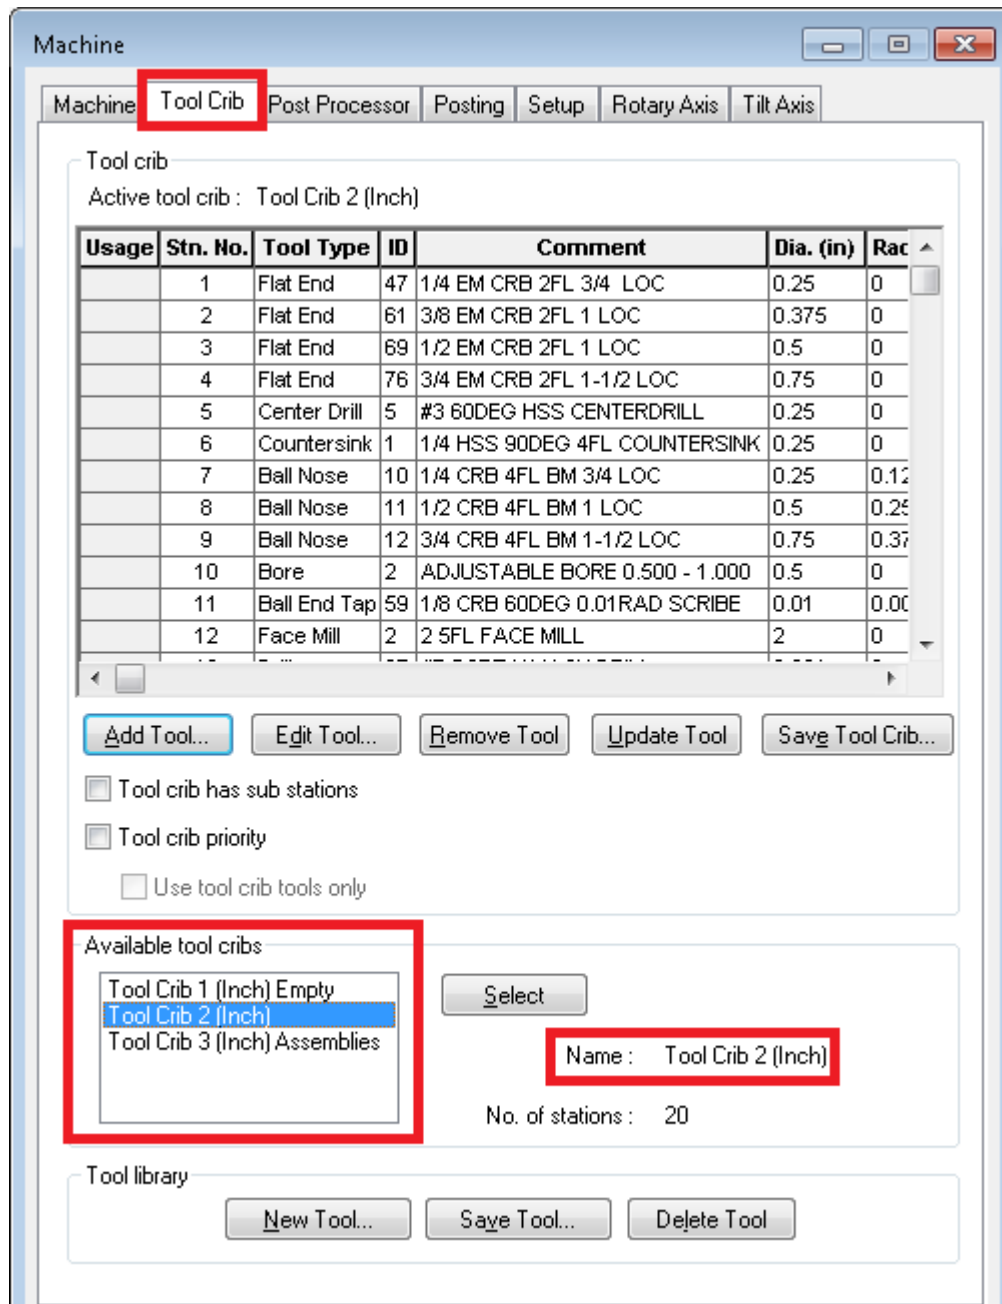 Machine
Machine Tool Crib Post Processor Posting Setup Rotary Axis Tilt Axis
Tool crib
Active tool crib : Tool Crib 2 (Inch)
Usage Stn. No. Tool Type ID Comment Dia. (in) Rad
1 Flat End 47 1/4 EM CRB 2FL 3/4 LOC 0.25 0
2 Flat End 61 3/8 EM CRB 2FL 1 LOC 0.375 0
3 Flat End 69 1/2 EM CRB 2FL 1 LOC 0.5 0
4 Flat End 76 3/4 EM CRB 2FL 1-1/2 LOC 0.75 0
5 Center Drill 5 #3 60DEG HSS CENTERDRILL 0.25 0
6 Countersink 1 1/4 HSS 90DEG 4FL COUNTERSINK 0.25 0
7 Ball Nose 10 1/4 CRB 4FL BM 3/4 LOC 0.25 0.12
8 Ball Nose 11 1/2 CRB 4FL BM 1 LOC 0.5 0.25
9 Ball Nose 12 3/4 CRB 4FL BM 1-1/2 LOC 0.75 0.37
10 Bore 2 ADJUSTABLE BORE 0.500 - 1.000 0.5 0
11 Ball End Tap 59 1/8 CRB 60DEG 0.01RAD SCRIBE 0.01 0.00
12 Face Mill 2 2 5FL FACE MILL 2 0
Add Tool... Edit Tool... Remove Tool Update Tool Save Tool Crib...
Tool crib has sub stations
Tool crib priority
Use tool crib tools only
Available tool cribs
Tool Crib 1 (Inch) Empty
Tool Crib 2 (Inch)
Tool Crib 3 (Inch) Assemblies
Select
Name : Tool Crib 2 (Inch)
No. of stations : 20
Tool library
New Tool... Save Tool... Delete Tool